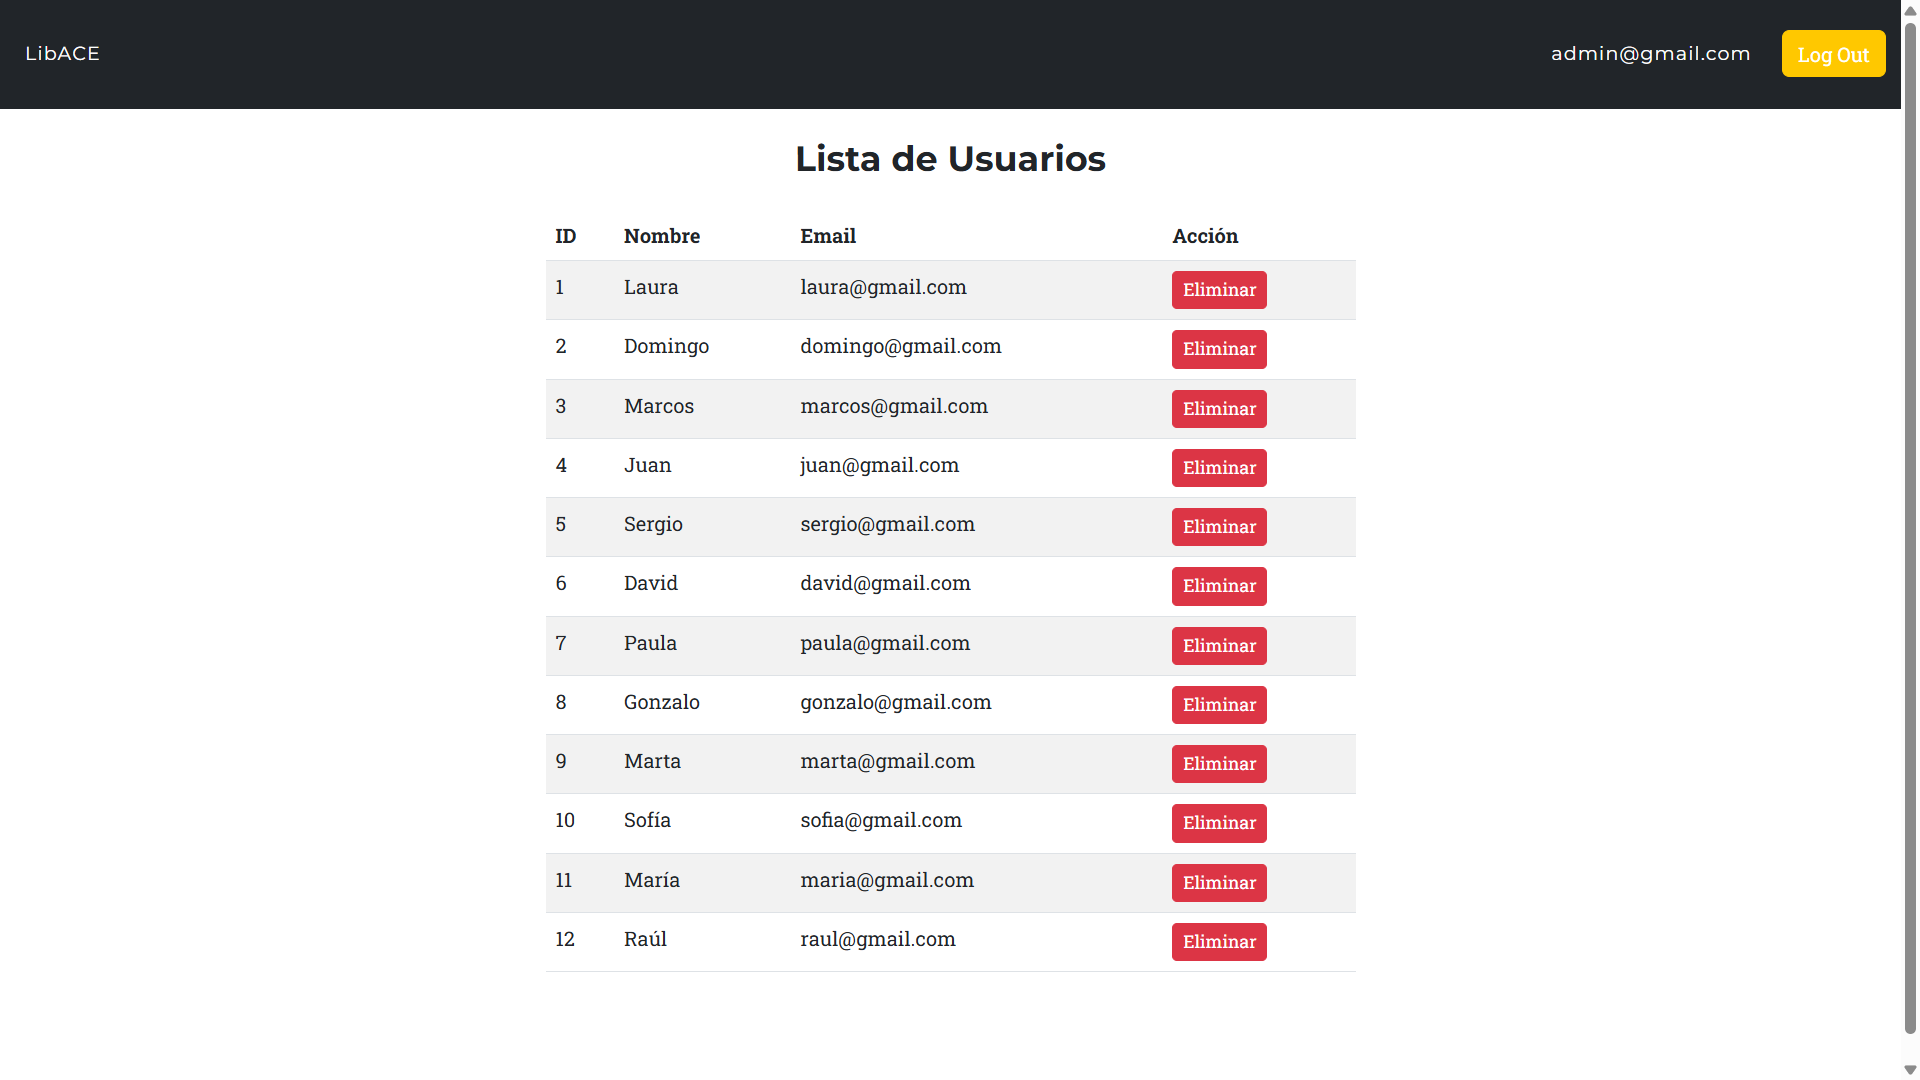 LibACE admin@gmail.com Log Out
Lista de Usuarios
ID Nombre Email Acción
1 Laura laura@gmail.com Eliminar
2 Domingo domingo@gmail.com Eliminar
3 Marcos marcos@gmail.com Eliminar
4 Juan juan@gmail.com Eliminar
5 Sergio sergio@gmail.com Eliminar
6 David david@gmail.com Eliminar
7 Paula paula@gmail.com Eliminar
8 Gonzalo gonzalo@gmail.com Eliminar
9 Marta marta@gmail.com Eliminar
10 Sofía sofia@gmail.com Eliminar
11 María maria@gmail.com Eliminar
12 Raúl raul@gmail.com Eliminar